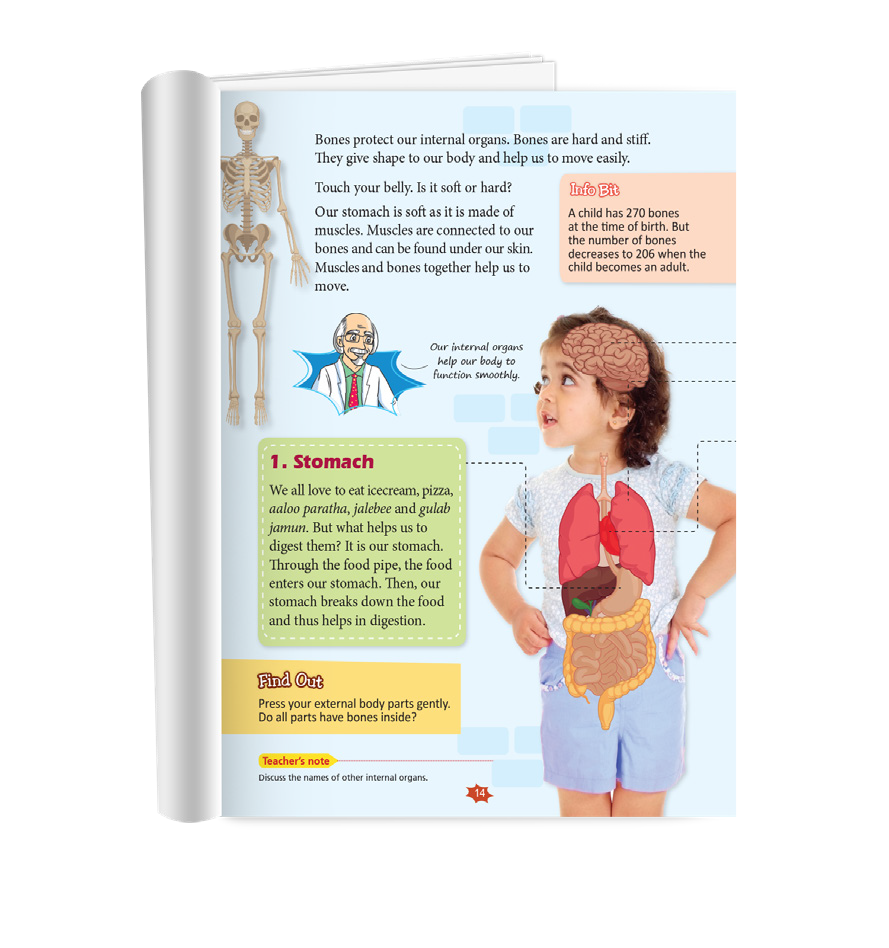 Bones protect our internal organs. Bones are hard and stiff.
They give shape to our body and help us to move easily.
Touch your belly. Is it soft or hard?
Our stomach is soft as it is made of
muscles. Muscles are connected to our
bones and can be found under our skin.
Muscles and bones together help us to
move.
Info Bit
A child has 270 bones
at the time of birth. But
the number of bones
decreases to 206 when the
child becomes an adult.
Our internal organs
help our body to
function smoothly.
1. Stomach
We all love to eat icecream, pizza,
aaloo paratha, jalebee and gulab
jamun. But what helps us to
digest them? It is our stomach.
Through the food pipe, the food
enters our stomach. Then, our
stomach breaks down the food
and thus helps in digestion.
Find Out
Press your external body parts gently.
Do all parts have bones inside?
Teacher's note
Discuss the names of other internal organs.
14